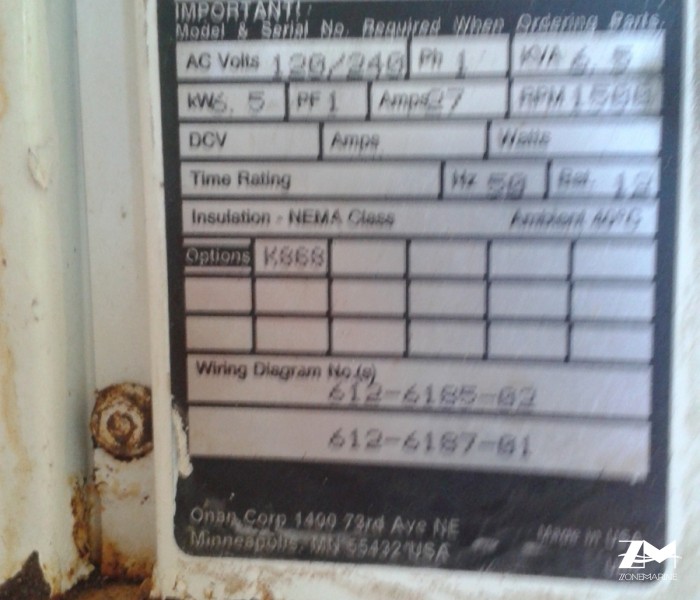 IMPORTANT!
Model & Serial No. Required When Ordering Parts.
AC Volts 120/240 Ph 1 KVA 6.5
kW 6.5 PF 1 Amps 27 RPM 1500
DCV Amps Watts
Time Rating Hz 50 Bat. 12
Insulation - NEMA Class Ambient 40°C
Options K868
Wiring Diagram No.(s)
612-6185-02
612-6187-01
Onan Corp 1400 73rd Ave NE
Minneapolis, MN 55432 USA
Made in USA
ZM
ZONEMARINE